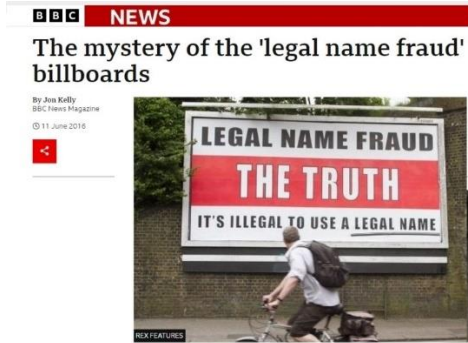 BBC NEWS
The mystery of the 'legal name fraud'
billboards
By Jon Kelly
BBC News Magazine
11 June 2016
LEGAL NAME FRAUD
THE TRUTH
IT'S ILLEGAL TO USE A LEGAL NAME
REX FEATURES